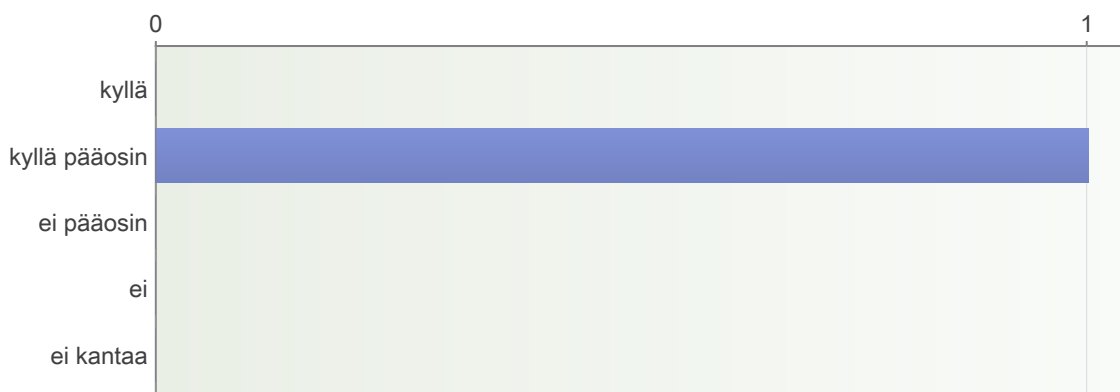 0 1
kyllä
kyllä pääosin
ei pääosin
ei
ei kantaa